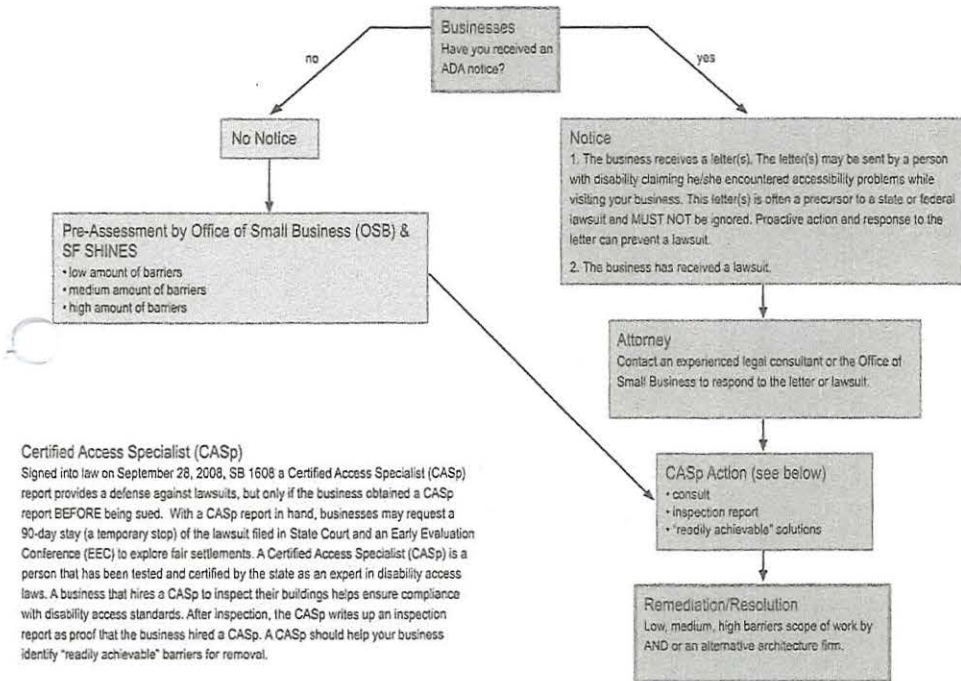 Businesses
Have you received an
ADA notice?
no
yes
No Notice
Pre-Assessment by Office of Small Business (OSB) &
SF SHINES
• low amount of barriers
• medium amount of barriers
• high amount of barriers
Notice
1. The business receives a letter(s). The letter(s) may be sent by a person
with disability claiming he/she encountered accessibility problems while
visiting your business. This letter(s) is often a precursor to a state or federal
lawsuit and MUST NOT be ignored. Proactive action and response to the
letter can prevent a lawsuit.
2. The business has received a lawsuit.
Attorney
Contact an experienced legal consultant or the Office of
Small Business to respond to the letter or lawsuit.
CASp Action (see below)
• consult
• inspection report
• "readily achievable" solutions
Remediation/Resolution
Low, medium, high barriers scope of work by
AND or an alternative architecture firm.
Certified Access Specialist (CASp)
Signed into law on September 28, 2008, SB 1608 a Certified Access Specialist (CASp)
report provides a defense against lawsuits, but only if the business obtained a CASp
report BEFORE being sued. With a CASp report in hand, businesses may request a
90-day stay (a temporary stop) of the lawsuit filed in State Court and an Early Evaluation
Conference (EEC) to explore fair settlements. A Certified Access Specialist (CASp) is a
person that has been tested and certified by the state as an expert in disability access
laws. A business that hires a CASp to inspect their buildings helps ensure compliance
with disability access standards. After inspection, the CASp writes up an inspection
report as proof that the business hired a CASp. A CASp should help your business
identify "readily achievable" barriers for removal.